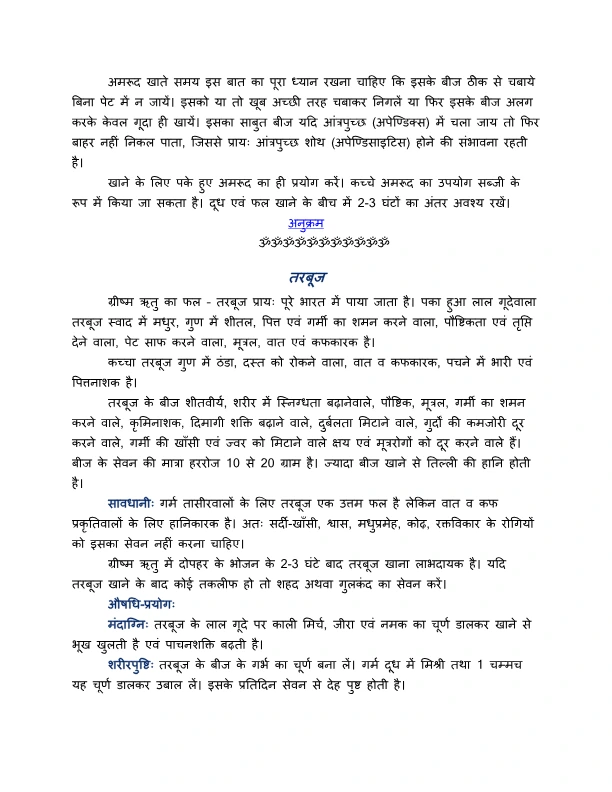 अमरूद खाते समय इस बात का पूरा ध्यान रखना चाहिए कि इसके बीज ठीक से चबाये
बिना पेट में न जायें। इसको या तो खूब अच्छी तरह चबाकर निगलें या फिर इसके बीज अलग
करके केवल गूदा ही खायें। इसका साबुत बीज यदि आंत्रपुच्छ (अपेण्डिक्स) में चला जाय तो फिर
बाहर नहीं निकल पाता, जिससे प्रायः आंत्रपुच्छ शोथ (अपेण्डिसाइटिस) होने की संभावना रहती
है।
खाने के लिए पके हुए अमरूद का ही प्रयोग करें। कच्चे अमरूद का उपयोग सब्जी के
रूप में किया जा सकता है। दूध एवं फल खाने के बीच में 2-3 घंटों का अंतर अवश्य रखें।
अनुक्रम
ॐॐॐॐॐॐॐॐॐॐॐ
तरबूज
ग्रीष्म ऋतु का फल - तरबूज प्रायः पूरे भारत में पाया जाता है। पका हुआ लाल गूदेवाला
तरबूज स्वाद में मधुर, गुण में शीतल, पित्त एवं गर्मी का शमन करने वाला, पौष्टिकता एवं तृप्ति
देने वाला, पेट साफ करने वाला, मूत्रल, वात एवं कफकारक है।
कच्चा तरबूज गुण में ठंडा, दस्त को रोकने वाला, वात व कफकारक, पचने में भारी एवं
पित्तनाशक है।
तरबूज के बीज शीतवीर्य, शरीर में स्निग्धता बढ़ानेवाले, पौष्टिक, मूत्रल, गर्मी का शमन
करने वाले, कृमिनाशक, दिमागी शक्ति बढ़ाने वाले, दुर्बलता मिटाने वाले, गुर्दों की कमजोरी दूर
करने वाले, गर्मी की खाँसी एवं ज्वर को मिटाने वाले क्षय एवं मूत्ररोगों को दूर करने वाले हैं।
बीज के सेवन की मात्रा हररोज 10 से 20 ग्राम है। ज्यादा बीज खाने से तिल्ली की हानि होती
है।
सावधानीः गर्म तासीरवालों के लिए तरबूज एक उत्तम फल है लेकिन वात व कफ
प्रकृतिवालों के लिए हानिकारक है। अतः सर्दी-खाँसी, श्वास, मधुप्रमेह, कोढ़, रक्तविकार के रोगियों
को इसका सेवन नहीं करना चाहिए।
ग्रीष्म ऋतु में दोपहर के भोजन के 2-3 घंटे बाद तरबूज खाना लाभदायक है। यदि
तरबूज खाने के बाद कोई तकलीफ हो तो शहद अथवा गुलकंद का सेवन करें।
औषधि-प्रयोगः
मंदाग्निः तरबूज के लाल गूदे पर काली मिर्च, जीरा एवं नमक का चूर्ण डालकर खाने से
भूख खुलती है एवं पाचनशक्ति बढ़ती है।
शरीरपुष्टिः तरबूज के बीज के गर्भ का चूर्ण बना लें। गर्म दूध में मिश्री तथा 1 चम्मच
यह चूर्ण डालकर उबाल लें। इसके प्रतिदिन सेवन से देह पुष्ट होती है।